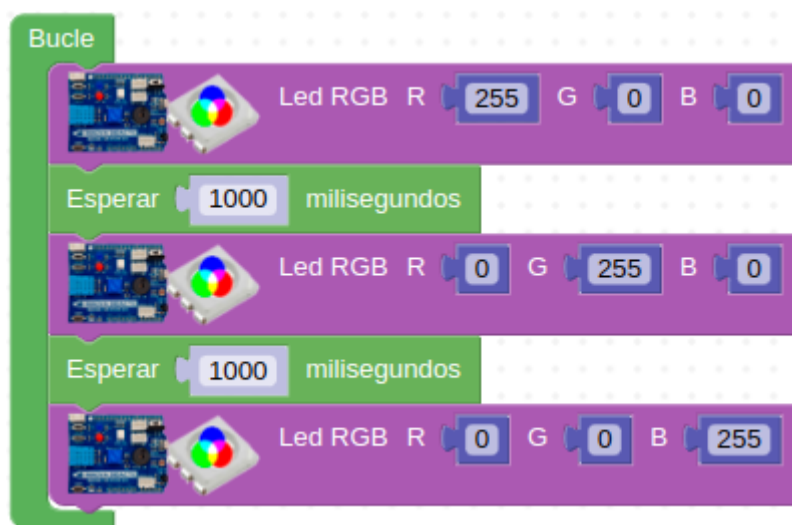 Bucle
Led RGB R 255 G 0 B 0
Esperar 1000 milisegundos
Led RGB R 0 G 255 B 0
Esperar 1000 milisegundos
Led RGB R 0 G 0 B 255